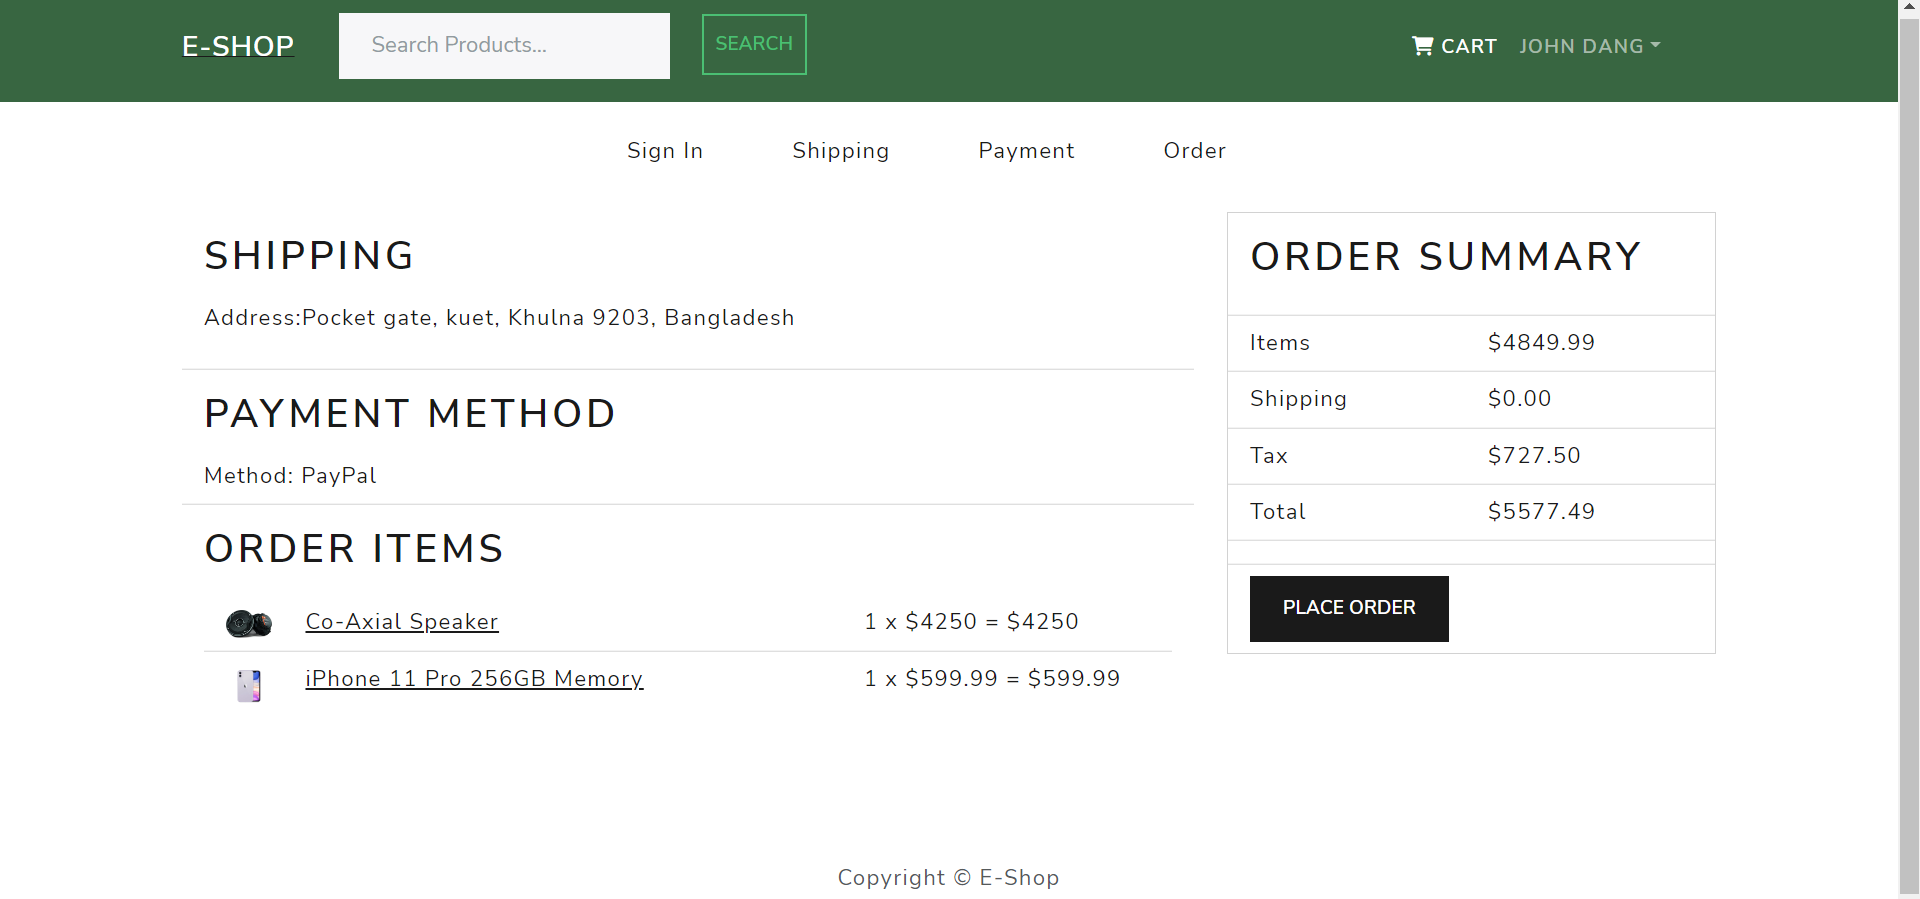 E-SHOP Search Products... SEARCH CART JOHN DANG
Sign In Shipping Payment Order
SHIPPING
Address:Pocket gate, kuet, Khulna 9203, Bangladesh
PAYMENT METHOD
Method: PayPal
ORDER ITEMS
Co-Axial Speaker 1 x $4250 = $4250
iPhone 11 Pro 256GB Memory 1 x $599.99 = $599.99
ORDER SUMMARY
Items $4849.99
Shipping $0.00
Tax $727.50
Total $5577.49
PLACE ORDER
Copyright © E-Shop